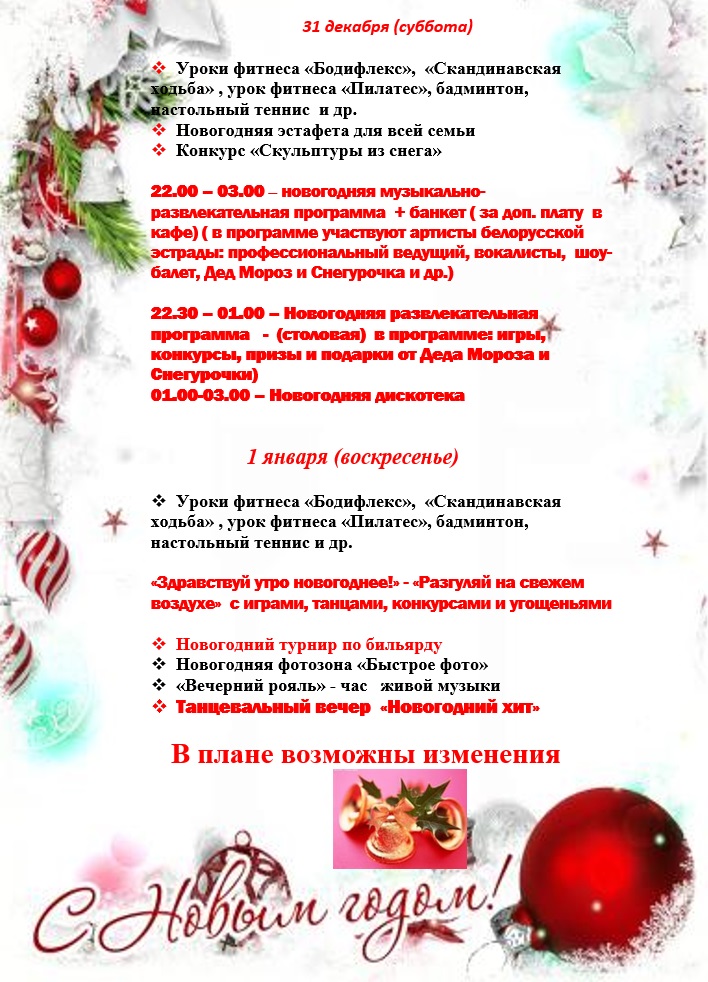 31 декабря (суббота)
❖ Уроки фитнеса «Бодифлекс», «Скандинавская
ходьба» , урок фитнеса «Пилатес», бадминтон,
настольный теннис и др.
❖ Новогодняя эстафета для всей семьи
❖ Конкурс «Скульптуры из снега»
22.00 – 03.00 – новогодняя музыкально-
развлекательная программа + банкет ( за доп. плату в
кафе) ( в программе участвуют артисты белорусской
эстрады: профессиональный ведущий, вокалисты, шоу-
балет, Дед Мороз и Снегурочка и др.)
22.30 – 01.00 – Новогодняя развлекательная
программа - (столовая) в программе: игры,
конкурсы, призы и подарки от Деда Мороза и
Снегурочки)
01.00-03.00 – Новогодняя дискотека
1 января (воскресенье)
❖ Уроки фитнеса «Бодифлекс», «Скандинавская
ходьба» , урок фитнеса «Пилатес», бадминтон,
настольный теннис и др.
«Здравствуй утро новогоднее!» - «Разгуляй на свежем
воздухе» с играми, танцами, конкурсами и угощеньями
❖ Новогодний турнир по бильярду
❖ Новогодняя фотозона «Быстрое фото»
❖ «Вечерний рояль» - час живой музыки
❖ Танцевальный вечер «Новогодний хит»
В плане возможны изменения
С Новым годом!